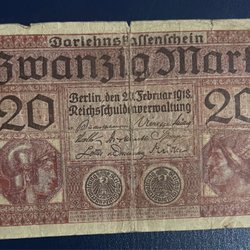 Darlehnskassenschein
Zwanzig Mark
20
Berlin, den 20. Februar 1918.
Reichsschuldenverwaltung
20